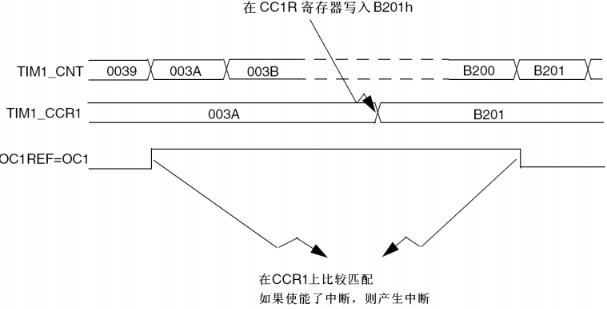 在 CC1R 寄存器写入 B201h
TIM1_CNT 0039 003A 003B B200 B201
TIM1_CCR1 003A B201
OC1REF=OC1
在CCR1上比较匹配
如果使能了中断，则产生中断